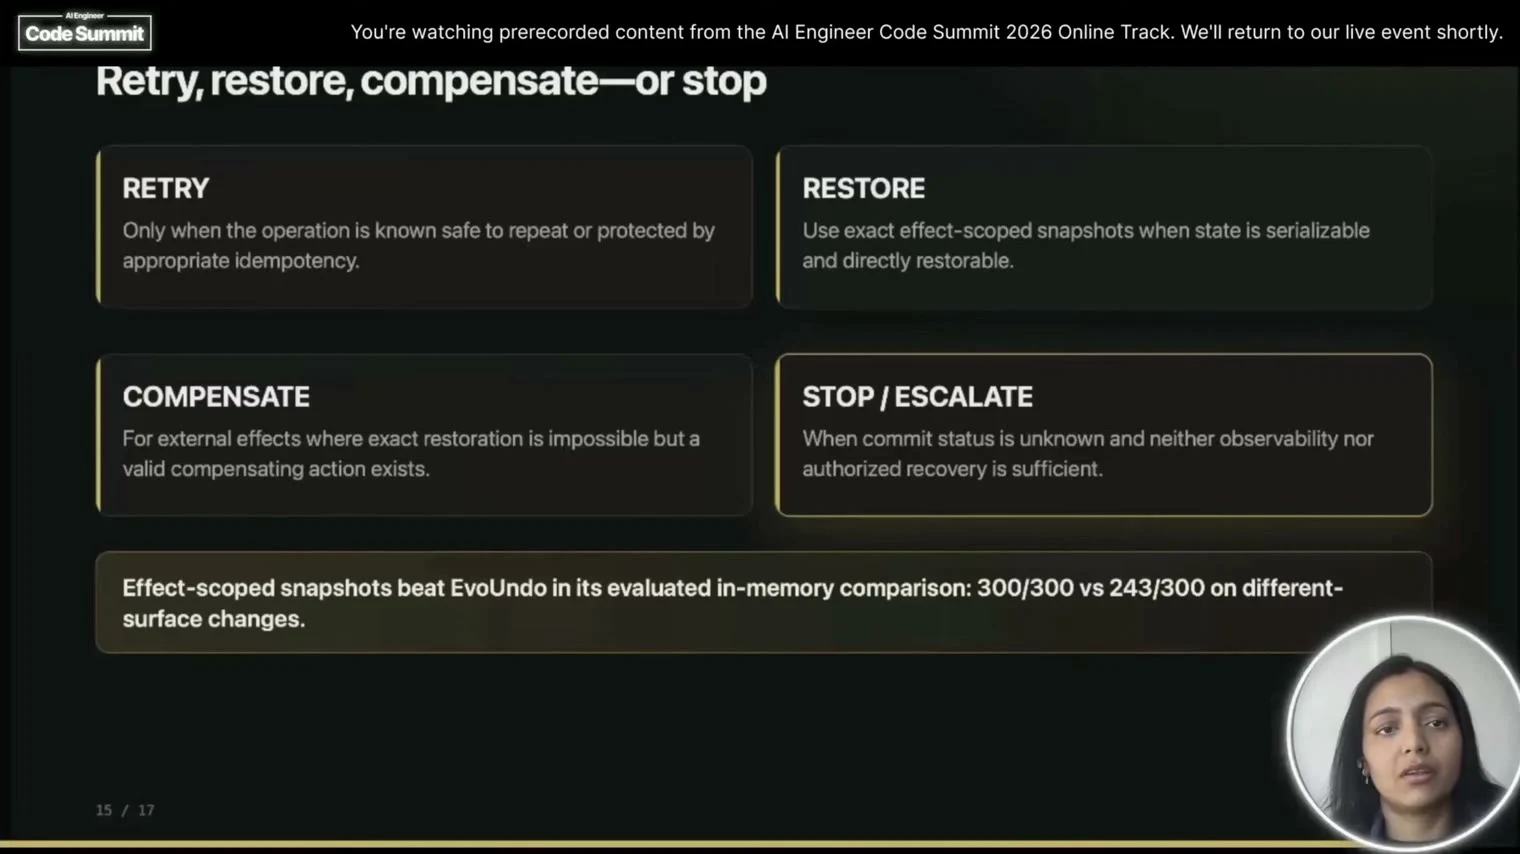 AI Engineer
Code Summit
You're watching prerecorded content from the AI Engineer Code Summit 2026 Online Track. We'll return to our live event shortly.
Retry, restore, compensate—or stop
RETRY
Only when the operation is known safe to repeat or protected by
appropriate idempotency.
RESTORE
Use exact effect-scoped snapshots when state is serializable
and directly restorable.
COMPENSATE
For external effects where exact restoration is impossible but a
valid compensating action exists.
STOP / ESCALATE
When commit status is unknown and neither observability nor
authorized recovery is sufficient.
Effect-scoped snapshots beat EvoUndo in its evaluated in-memory comparison: 300/300 vs 243/300 on different-
surface changes.
15 / 17